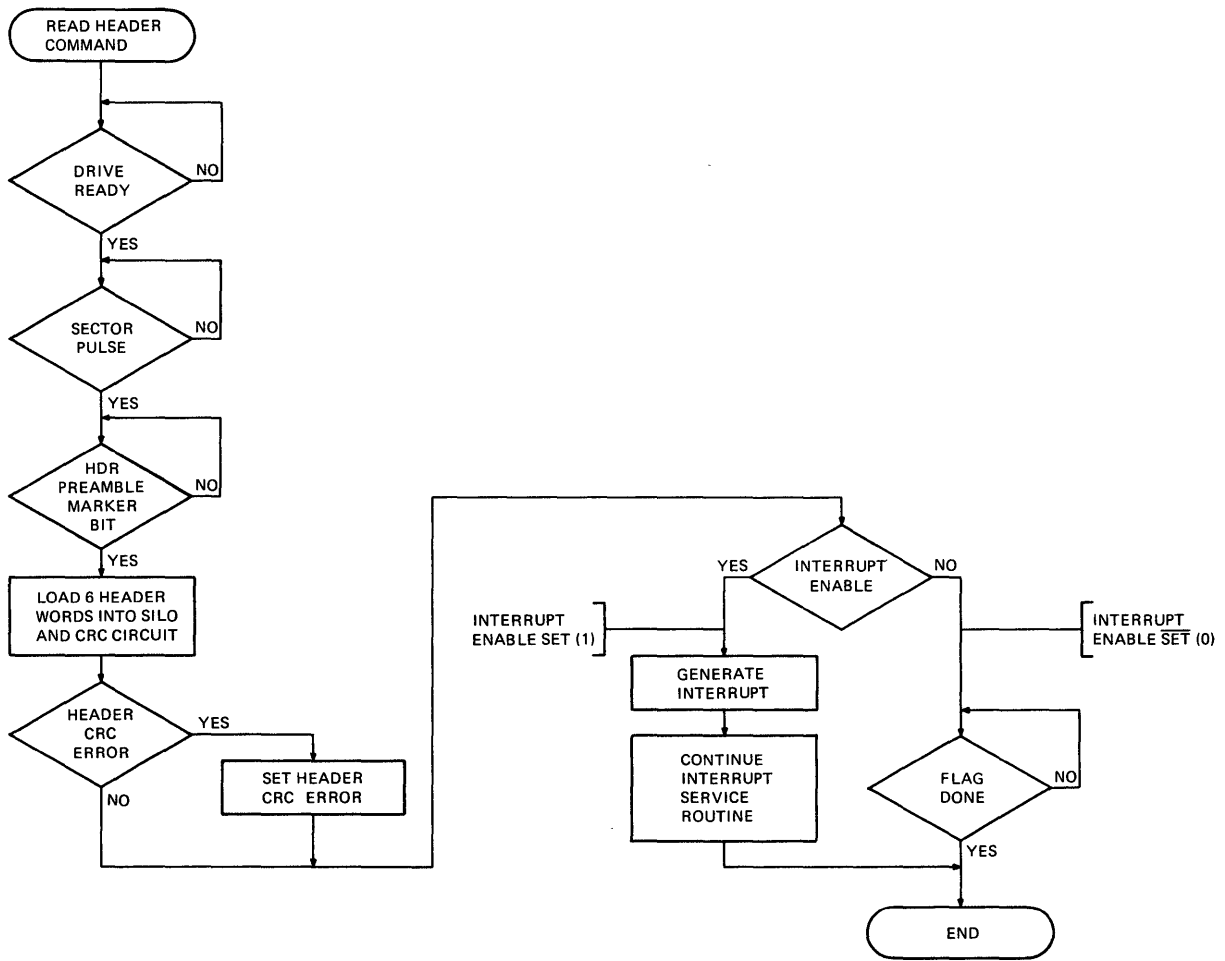 READ HEADER
COMMAND
DRIVE
READY
NO
YES
SECTOR
PULSE
NO
YES
HDR
PREAMBLE
MARKER
BIT
NO
YES
LOAD 6 HEADER
WORDS INTO SILO
AND CRC CIRCUIT
HEADER
CRC
ERROR
YES
NO
SET HEADER
CRC ERROR
INTERRUPT
ENABLE
YES
NO
INTERRUPT
ENABLE SET (1)
INTERRUPT
ENABLE S̅E̅T̅ (0)
GENERATE
INTERRUPT
CONTINUE
INTERRUPT
SERVICE
ROUTINE
FLAG
DONE
NO
YES
END